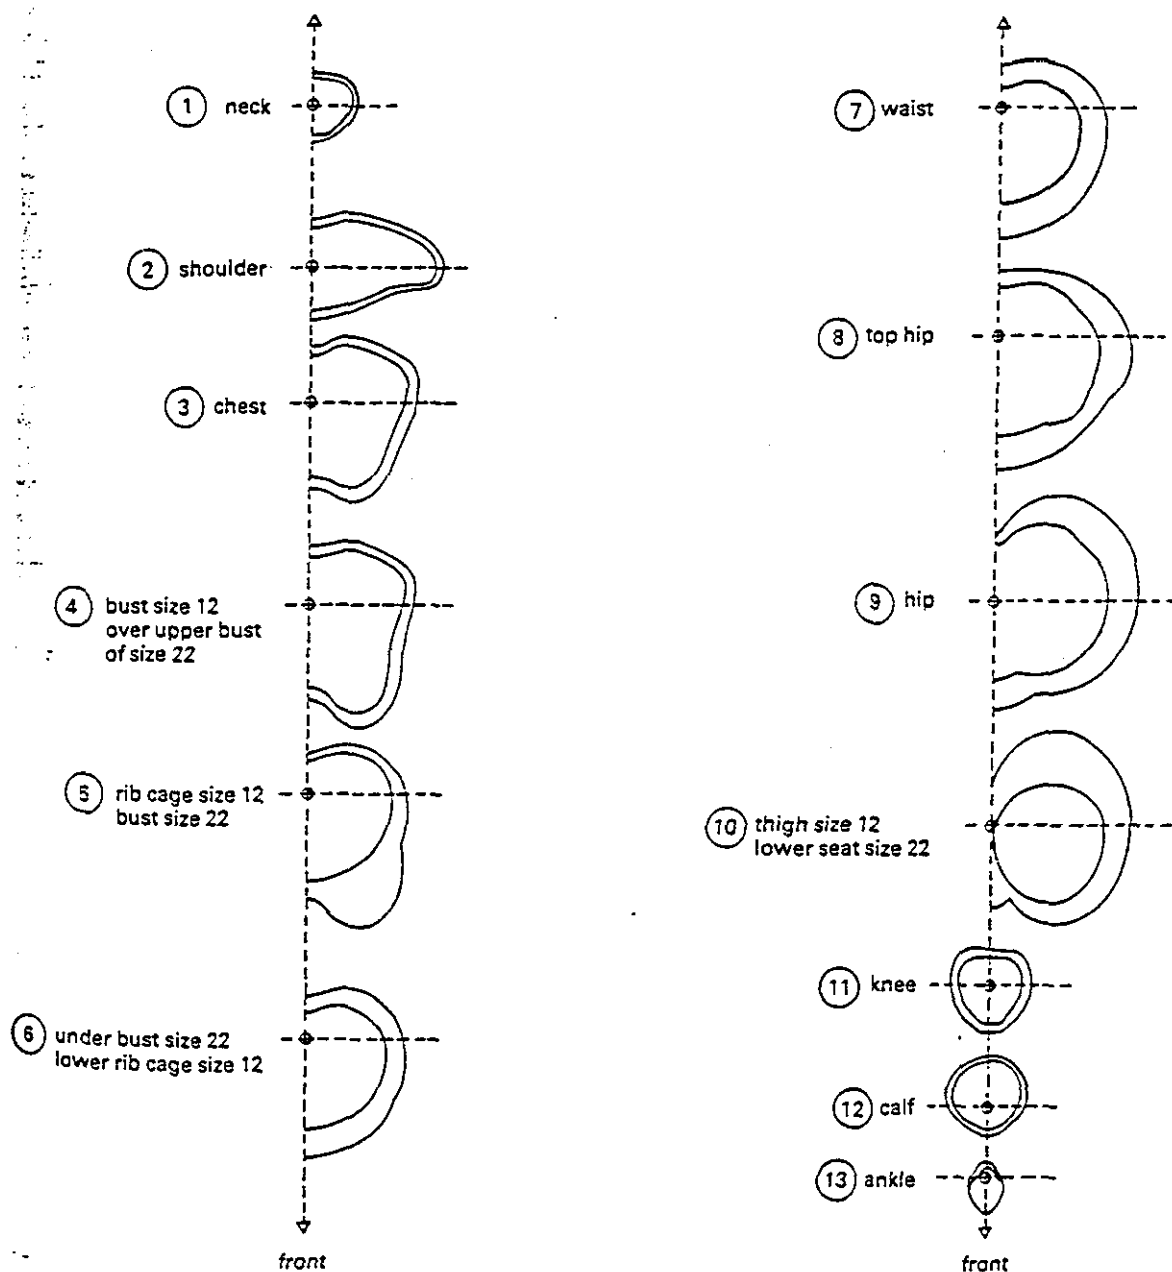 1 neck
2 shoulder
3 chest
4 bust size 12
over upper bust
of size 22
5 rib cage size 12
bust size 22
6 under bust size 22
lower rib cage size 12
front
7 waist
8 top hip
9 hip
10 thigh size 12
lower seat size 22
11 knee
12 calf
13 ankle
front